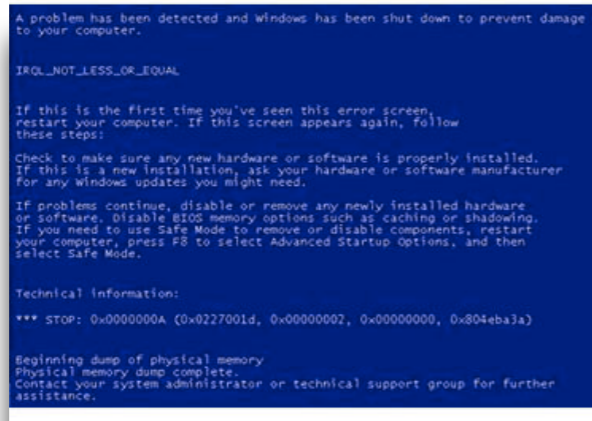 A problem has been detected and Windows has been shut down to prevent damage
to your computer.
IRQL_NOT_LESS_OR_EQUAL
If this is the first time you've seen this error screen,
restart your computer. If this screen appears again, follow
these steps:
Check to make sure any new hardware or software is properly installed.
If this is a new installation, ask your hardware or software manufacturer
for any Windows updates you might need.
If problems continue, disable or remove any newly installed hardware
or software. Disable BIOS memory options such as caching or shadowing.
If you need to use Safe Mode to remove or disable components, restart
your computer, press F8 to select Advanced Startup Options, and then
select Safe Mode.
Technical information:
*** STOP: 0x0000000A (0x0227001d, 0x00000002, 0x00000000, 0x804eba3a)
Beginning dump of physical memory
Physical memory dump complete.
Contact your system administrator or technical support group for further
assistance.